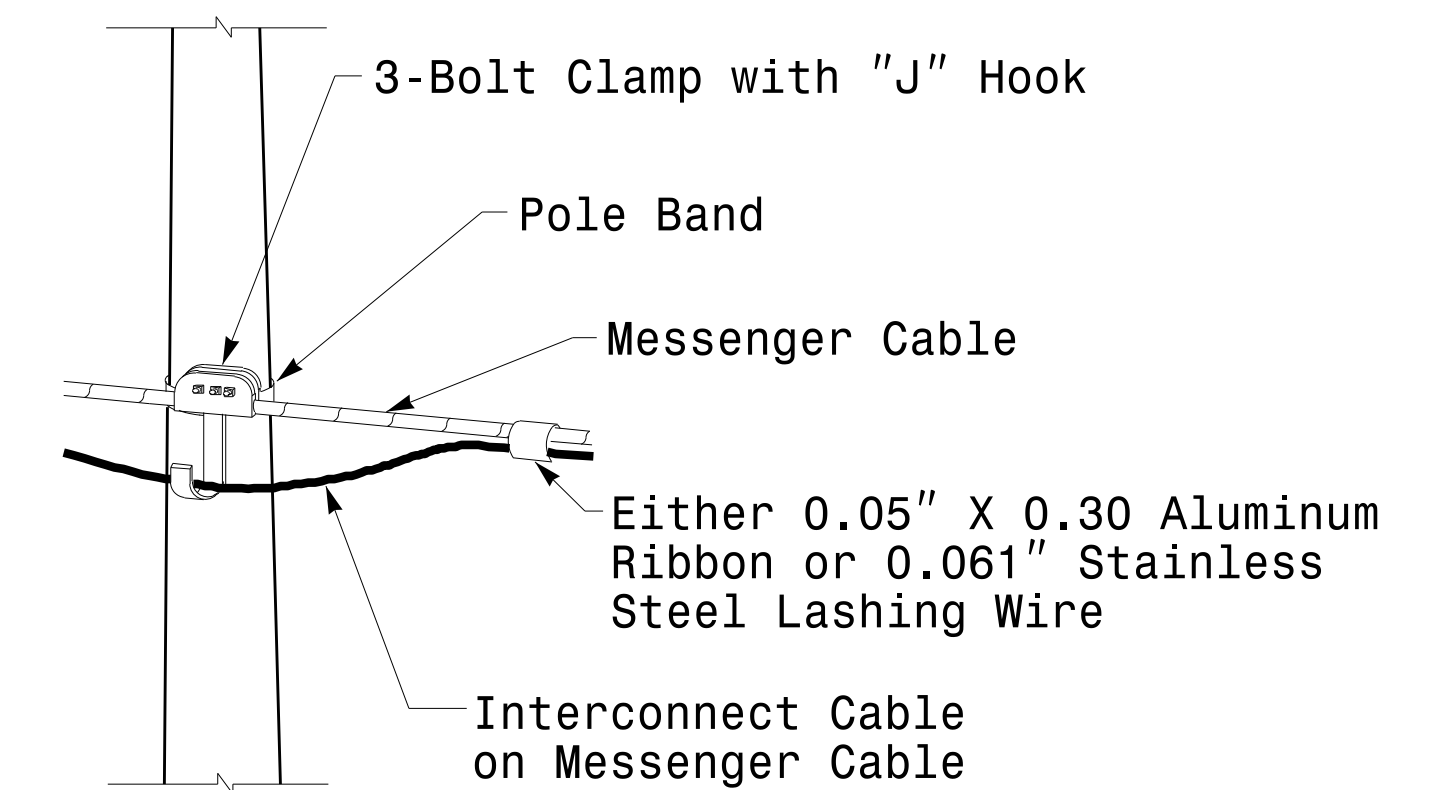 3-Bolt Clamp with "J" Hook
Pole Band
Messenger Cable
Either 0.05" X 0.30 Aluminum
Ribbon or 0.061" Stainless
Steel Lashing Wire
Interconnect Cable
on Messenger Cable